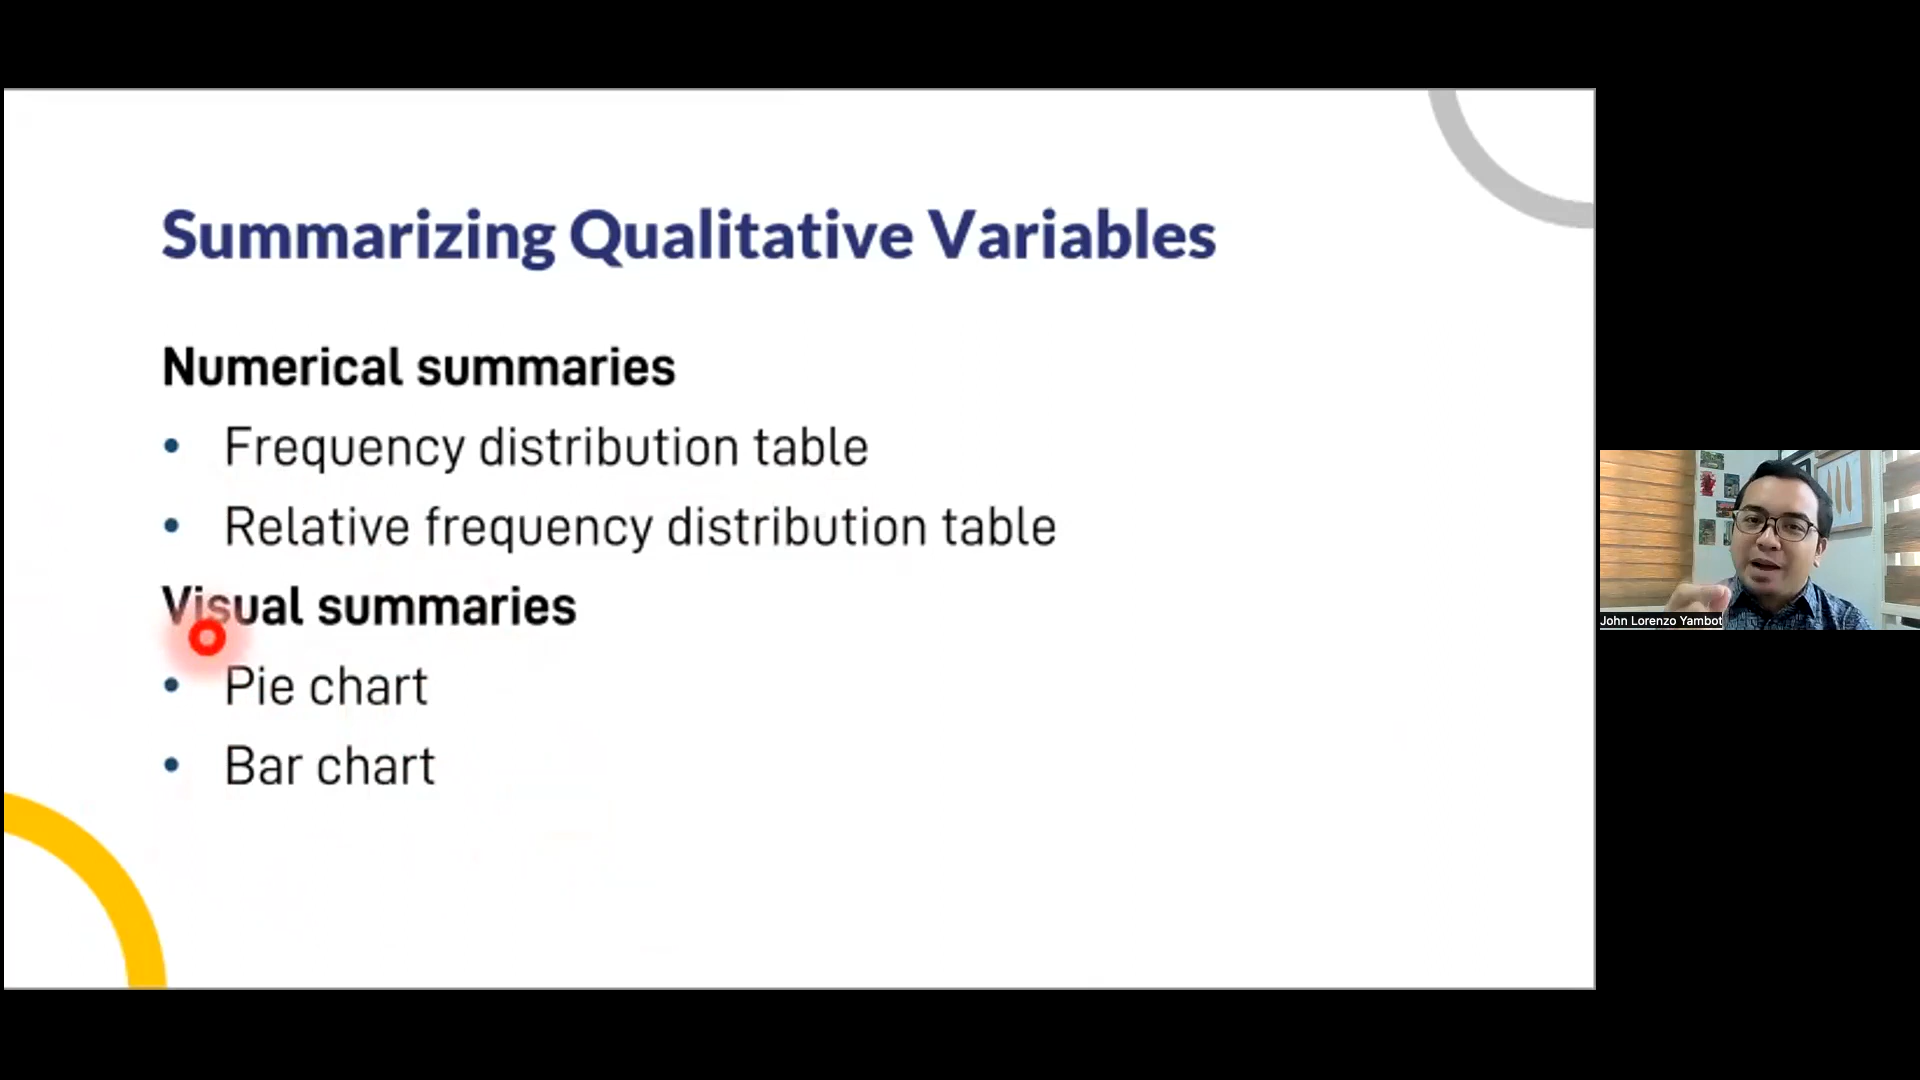 Summarizing Qualitative Variables
Numerical summaries
• Frequency distribution table
• Relative frequency distribution table
Visual summaries
• Pie chart
• Bar chart
John Lorenzo Yambot